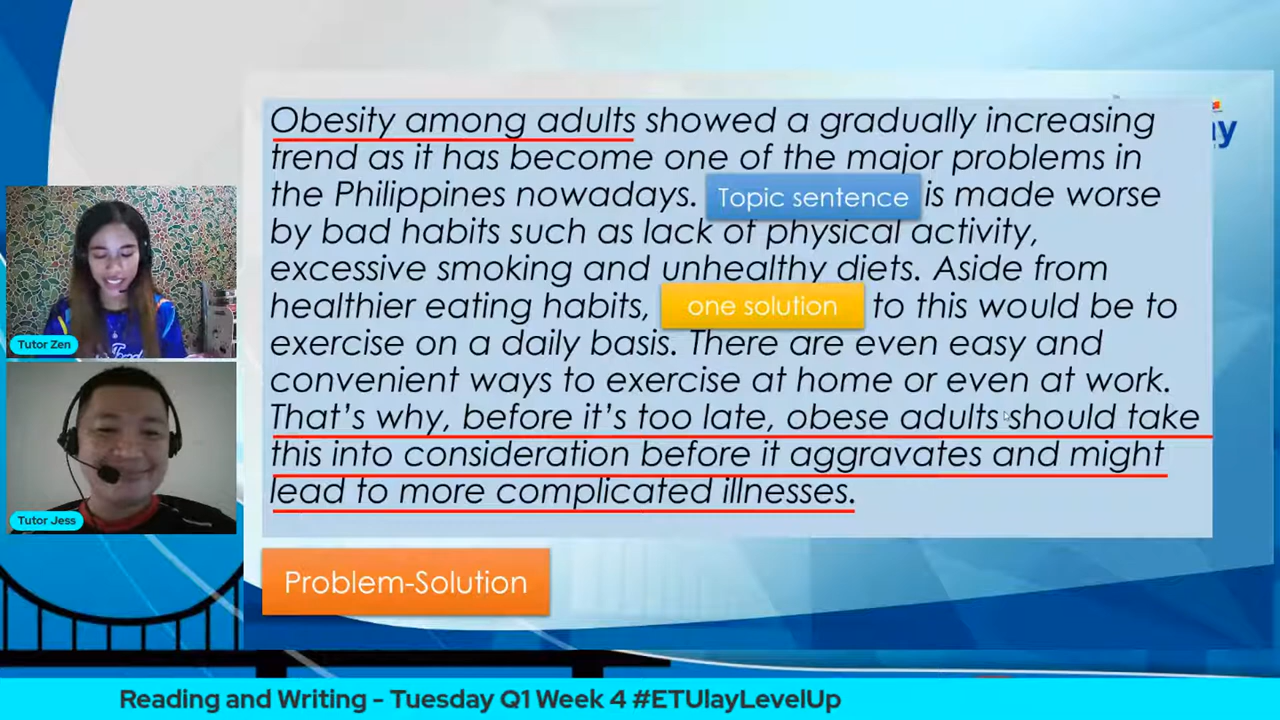 Obesity among adults showed a gradually increasing
trend as it has become one of the major problems in
the Philippines nowadays. Topic sentence is made worse
by bad habits such as lack of physical activity,
excessive smoking and unhealthy diets. Aside from
healthier eating habits, one solution to this would be to
exercise on a daily basis. There are even easy and
convenient ways to exercise at home or even at work.
That's why, before it's too late, obese adults should take
this into consideration before it aggravates and might
lead to more complicated illnesses.
Problem-Solution
Tutor Zen
Tutor Jess
Reading and Writing - Tuesday Q1 Week 4 #ETUlayLevelUp